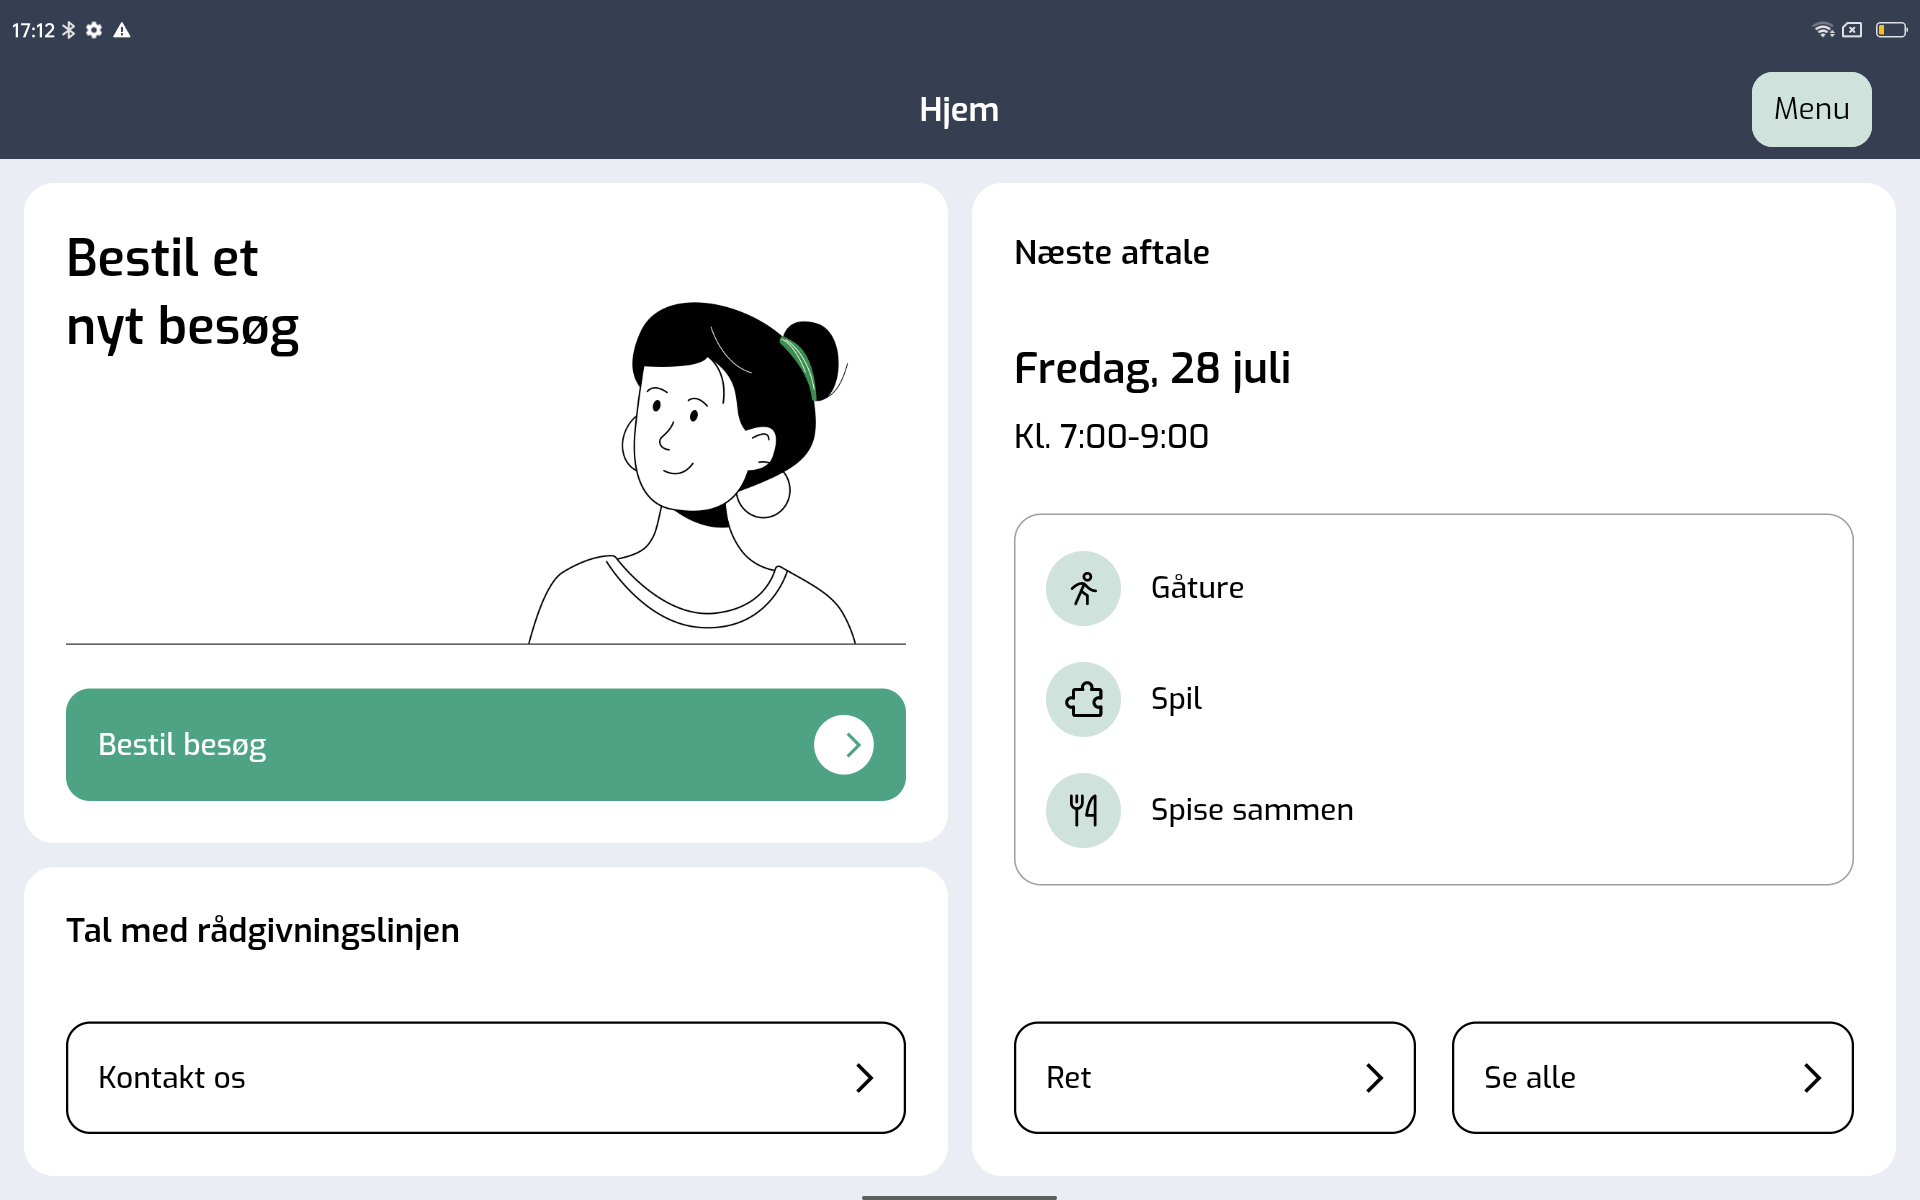 17:12
Hjem
Menu
Bestil et
nyt besøg
Bestil besøg
Tal med rådgivningslinjen
Kontakt os
Næste aftale
Fredag, 28 juli
Kl. 7:00-9:00
Gåture
Spil
Spise sammen
Ret
Se alle